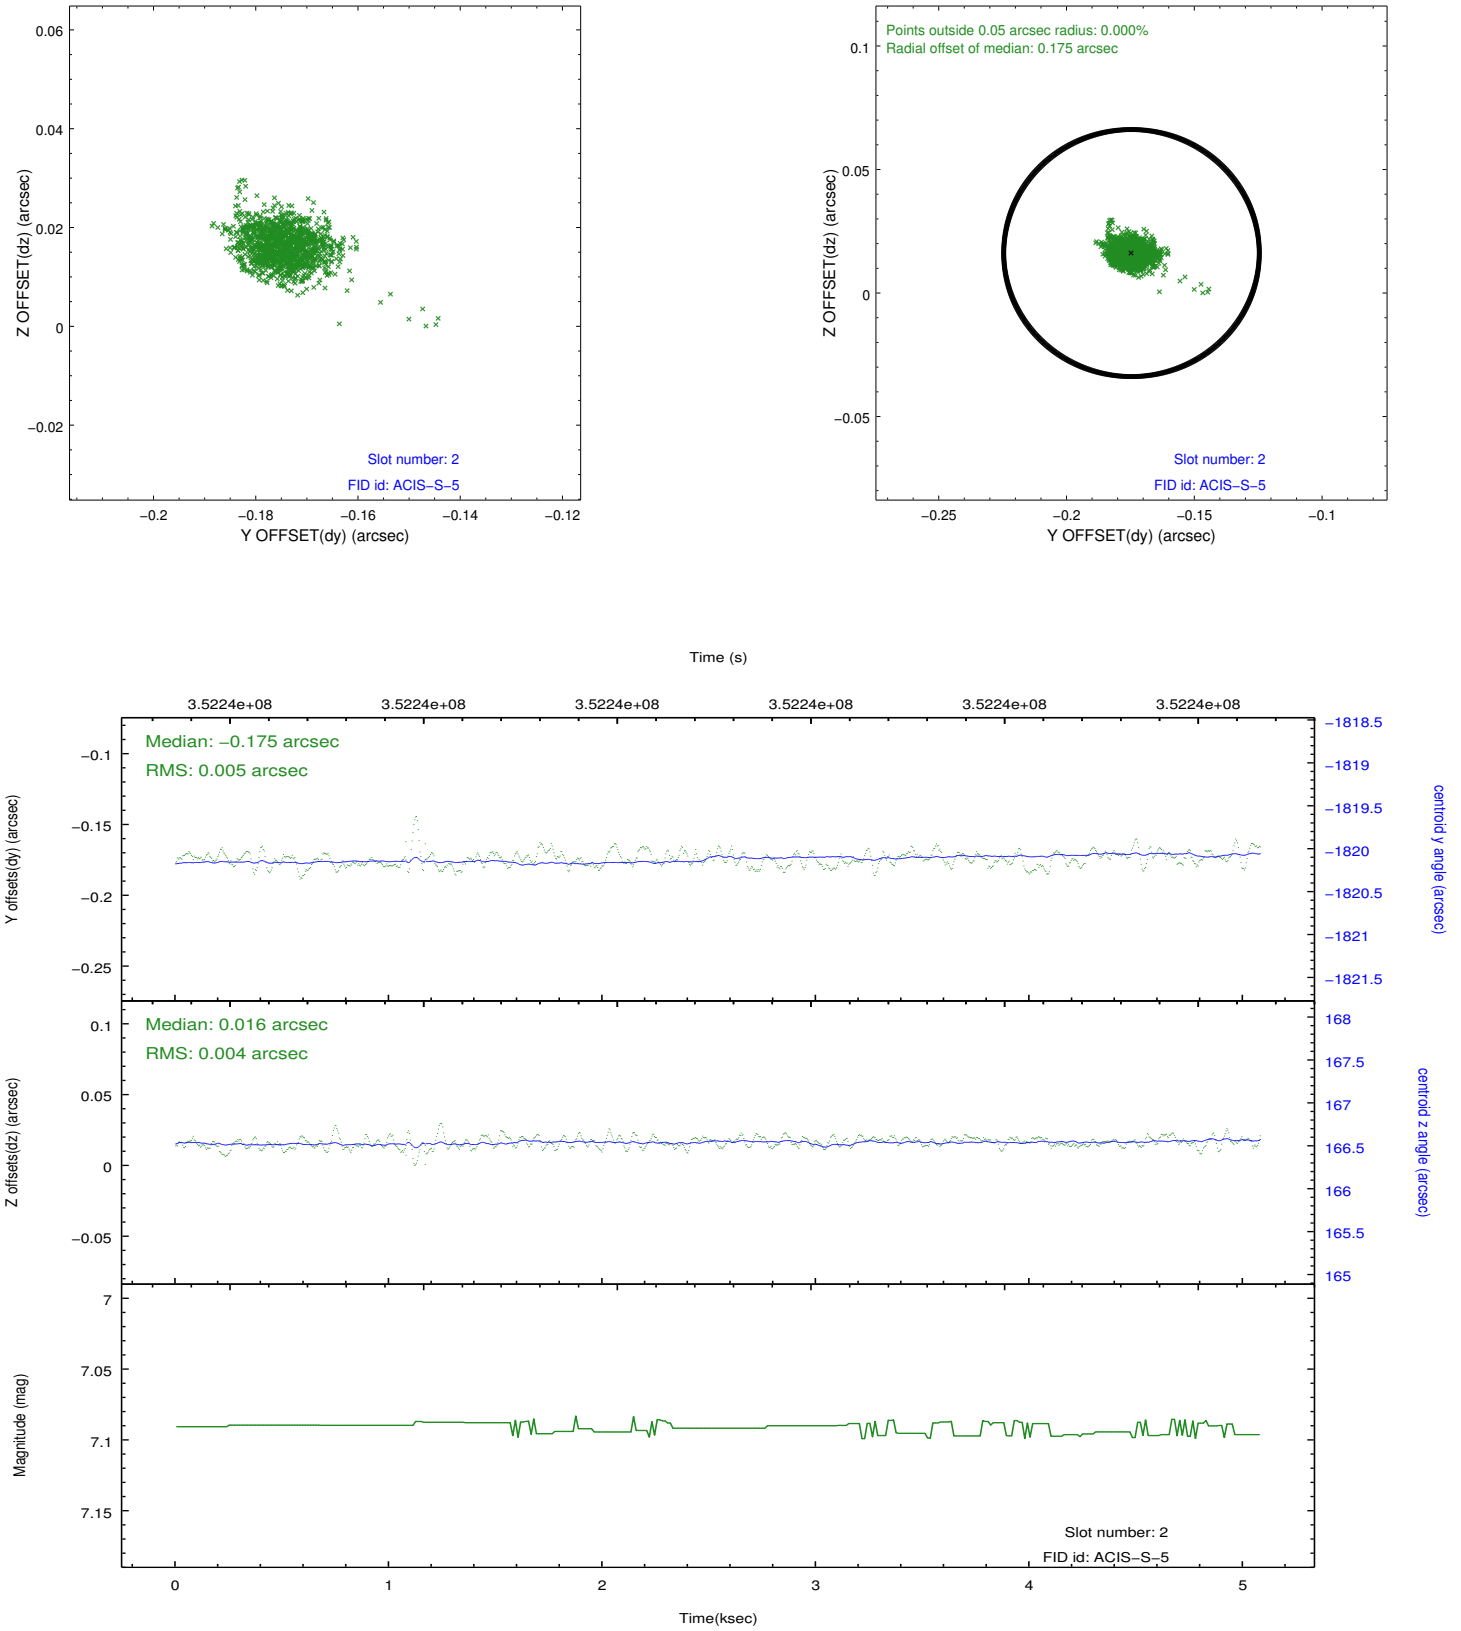 0.06
0.04
0.02
0
−0.02
Z OFFSET(dz) (arcsec)
Slot number: 2
FID id: ACIS−S−5
−0.2
−0.18
−0.16
−0.14
−0.12
Y OFFSET(dy) (arcsec)
Points outside 0.05 arcsec radius: 0.000%
Radial offset of median: 0.175 arcsec
0.1
0.05
0
−0.05
Z OFFSET(dz) (arcsec)
Slot number: 2
FID id: ACIS−S−5
−0.25
−0.2
−0.15
−0.1
Y OFFSET(dy) (arcsec)
Time (s)
3.5224e+08
3.5224e+08
3.5224e+08
3.5224e+08
3.5224e+08
3.5224e+08
Median: −0.175 arcsec
RMS: 0.005 arcsec
−0.1
−0.15
−0.2
−0.25
Y offsets(dy) (arcsec)
−1818.5
−1819
−1819.5
−1820
−1820.5
−1821
−1821.5
centroid y angle (arcsec)
Median: 0.016 arcsec
RMS: 0.004 arcsec
0.1
0.05
0
−0.05
Z offsets(dz) (arcsec)
168
167.5
167
166.5
166
165.5
165
centroid z angle (arcsec)
7
7.05
7.1
7.15
Magnitude (mag)
Slot number: 2
FID id: ACIS−S−5
0
1
2
3
4
5
Time(ksec)